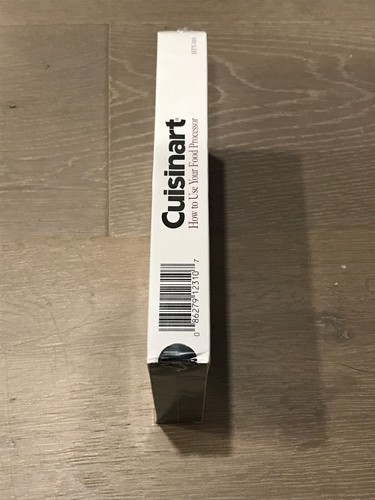 Cuisinart
How to Use Your Food Processor
0 86279 12310 7